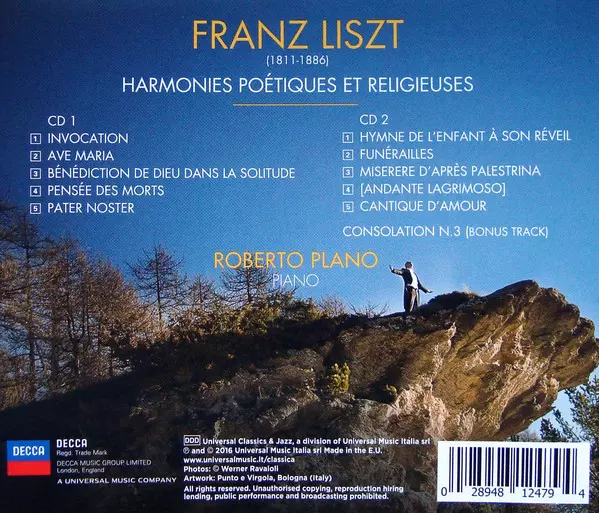 FRANZ LISZT
(1811-1886)
HARMONIES POÉTIQUES ET RELIGIEUSES
CD 1
1 INVOCATION
2 AVE MARIA
3 BÉNÉDICTION DE DIEU DANS LA SOLITUDE
4 PENSÉE DES MORTS
5 PATER NOSTER
CD 2
1 HYMNE DE L'ENFANT À SON RÉVEIL
2 FUNÉRAILLES
3 MISERERE D'APRÈS PALESTRINA
4 [ANDANTE LAGRIMOSO]
5 CANTIQUE D'AMOUR
CONSOLATION N.3 (BONUS TRACK)
ROBERTO PLANO
PIANO
DECCA
DECCA
Regd. Trade Mark
DECCA MUSIC GROUP LIMITED
London, England
A UNIVERSAL MUSIC COMPANY
DDD Universal Classics & Jazz, a division of Universal Music Italia srl
℗ and © 2016 Universal Music Italia srl Made in the E.U.
www.universalmusic.it/classica
Photos: © Werner Ravaioli
Artwork: Punto e Virgola, Bologna (Italy)
All rights reserved. Unauthorised copying, reproduction hiring
lending, public performance and broadcasting prohibited.
0 28948 12479 4